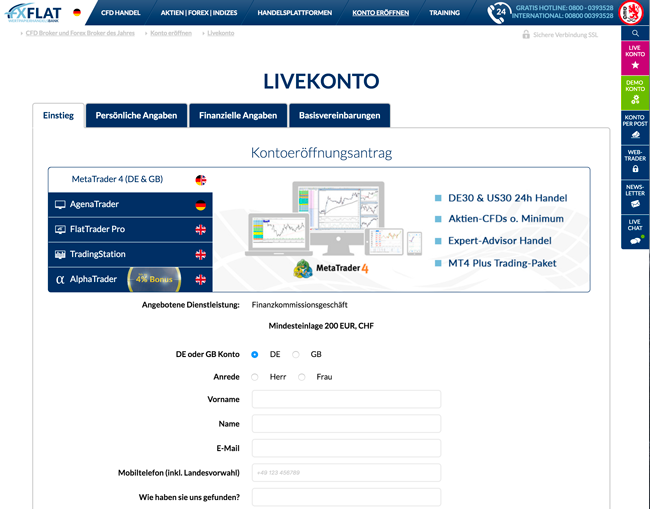 FXFLAT
WERTPAPIERHANDELSBANK
CFD HANDEL
AKTIEN | FOREX | INDIZES
HANDELSPLATTFORMEN
KONTO ERÖFFNEN
TRAINING
24
GRATIS HOTLINE: 0800 - 0393528
INTERNATIONAL: 00800 00393528
CFD Broker und Forex Broker des Jahres
Konto eröffnen
Livekonto
Sichere Verbindung SSL
LIVE
KONTO
DEMO
KONTO
KONTO
PER POST
WEB-
TRADER
NEWS-
LETTER
LIVE
CHAT
LIVEKONTO
Einstieg
Persönliche Angaben
Finanzielle Angaben
Basisvereinbarungen
Kontoeröffnungsantrag
MetaTrader 4 (DE & GB)
AgenaTrader
FlatTrader Pro
TradingStation
α AlphaTrader
4% Bonus
MetaTrader 4
DE30 & US30 24h Handel
Aktien-CFDs o. Minimum
Expert-Advisor Handel
MT4 Plus Trading-Paket
Angebotene Dienstleistung: Finanzkommissionsgeschäft
Mindesteinlage 200 EUR, CHF
DE oder GB Konto DE GB
Anrede Herr Frau
Vorname
Name
E-Mail
Mobiltelefon (inkl. Landesvorwahl) +49 123 456789
Wie haben sie uns gefunden?